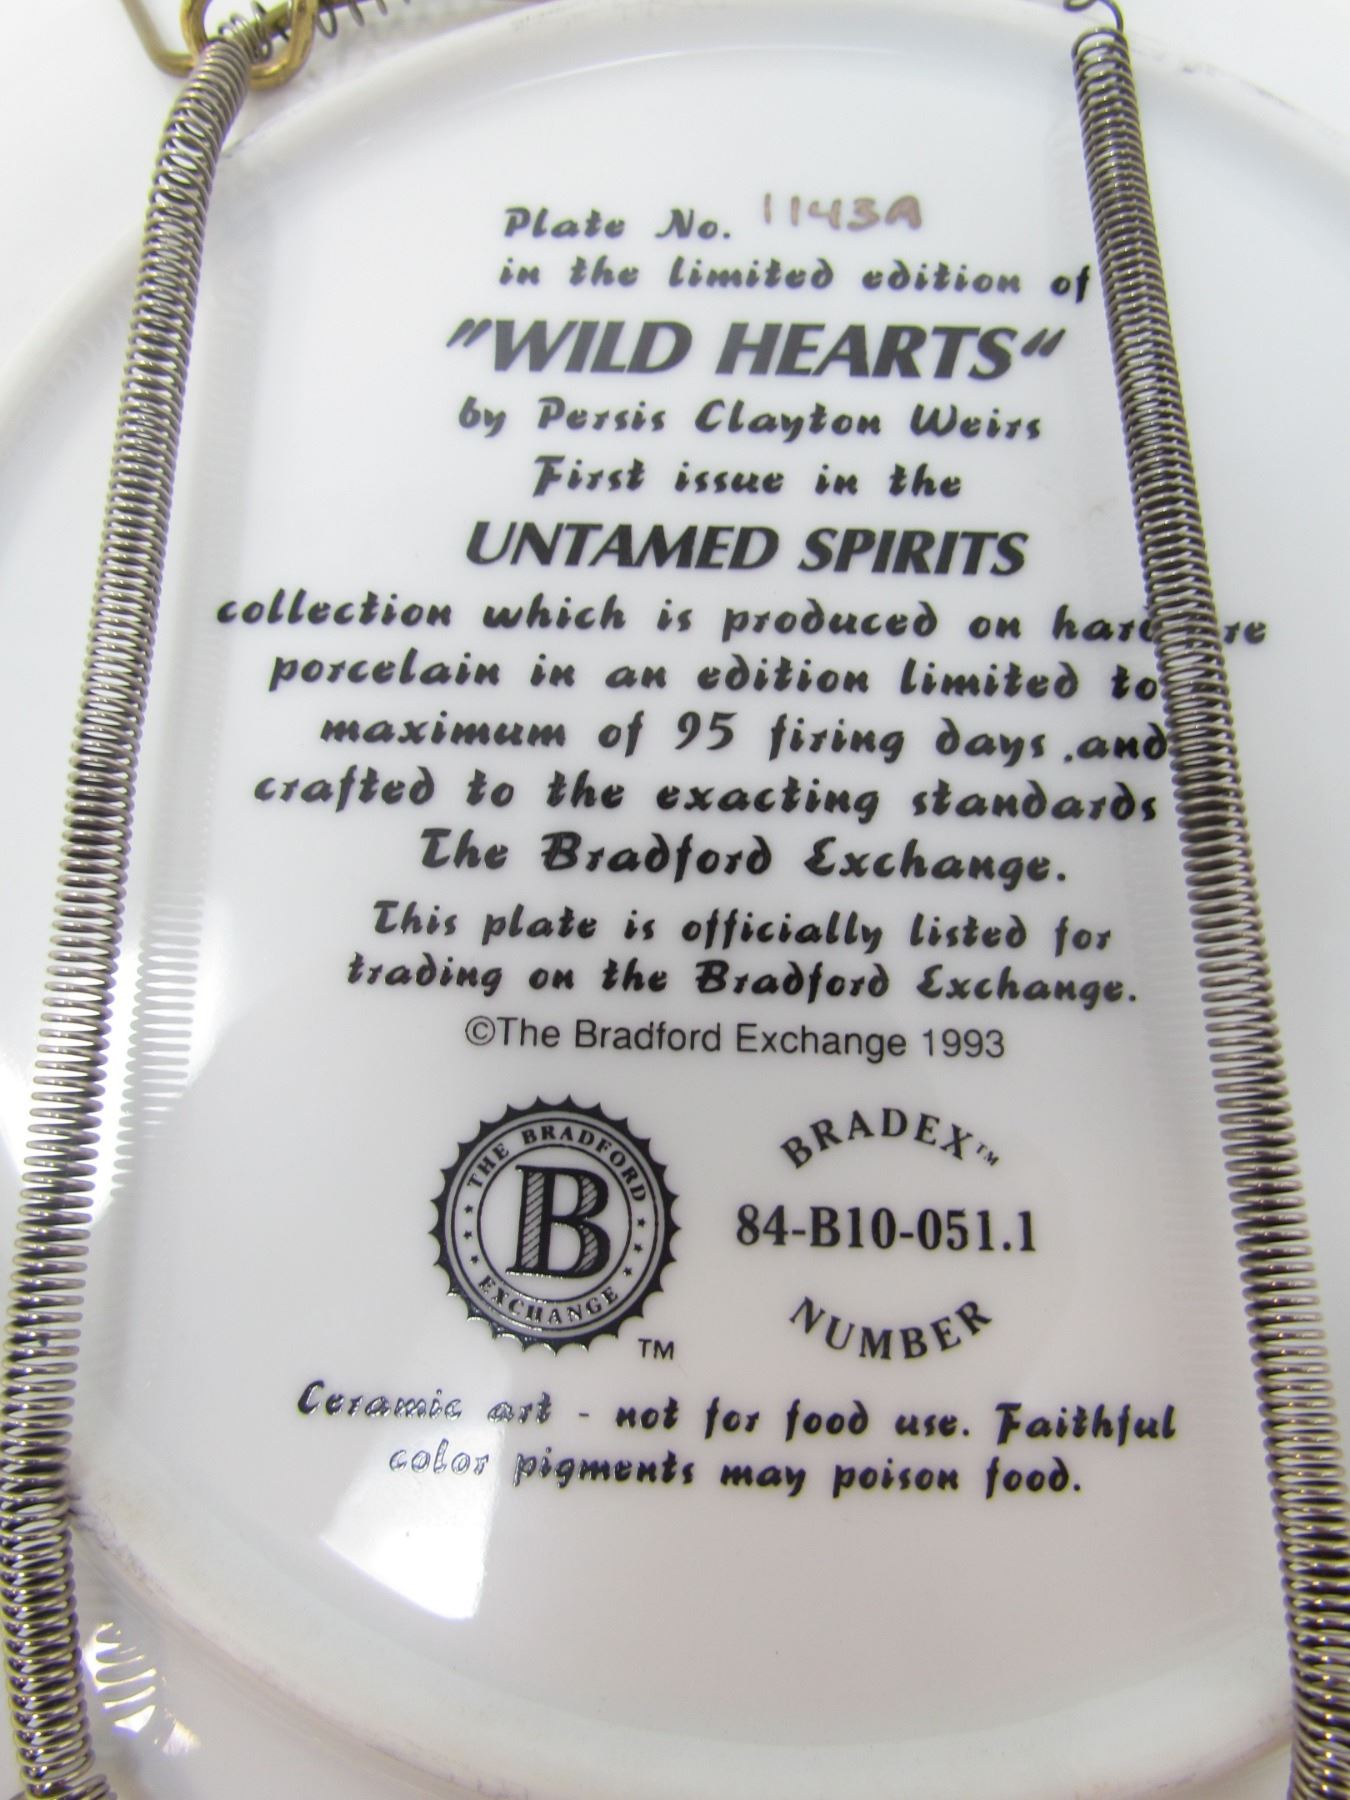 Plate No. 1143A
in the limited edition of
"WILD HEARTS"
by Persis Clayton Weirs
First issue in the
UNTAMED SPIRITS
collection which is produced on
porcelain in an edition limited to
maximum of 95 firing days .and
crafted to the exacting standards
The Bradford Exchange.
This plate is officially listed for
trading on the Bradford Exchange.
©The Bradford Exchange 1993
THE BRADFORD
B
EXCHANGE
TM
BRADEX™
84-B10-051.1
NUMBER
Ceramic art - not for food use. Faithful
color pigments may poison food.